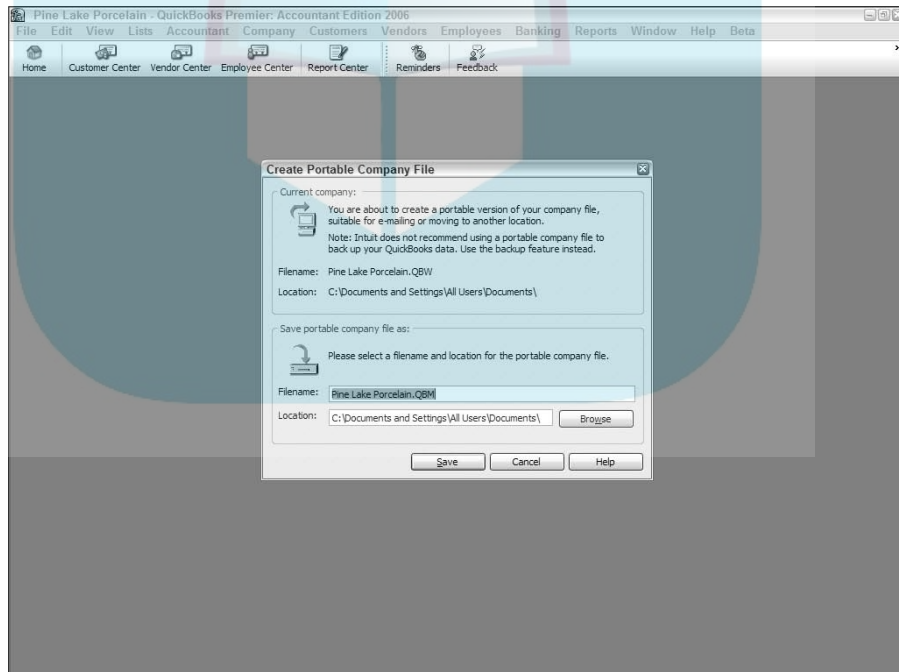 Pine Lake Porcelain - QuickBooks Premier: Accountant Edition 2006
File Edit View Lists Accountant Company Customers Vendors Employees Banking Reports Window Help Beta
Home Customer Center Vendor Center Employee Center Report Center Reminders Feedback
Create Portable Company File
Current company:
You are about to create a portable version of your company file,
suitable for e-mailing or moving to another location.
Note: Intuit does not recommend using a portable company file to
back up your QuickBooks data. Use the backup feature instead.
Filename: Pine Lake Porcelain.QBW
Location: C:\Documents and Settings\All Users\Documents\
Save portable company file as:
Please select a filename and location for the portable company file.
Filename: Pine Lake Porcelain.QBM
Location: C:\Documents and Settings\All Users\Documents\ Browse
Save Cancel Help